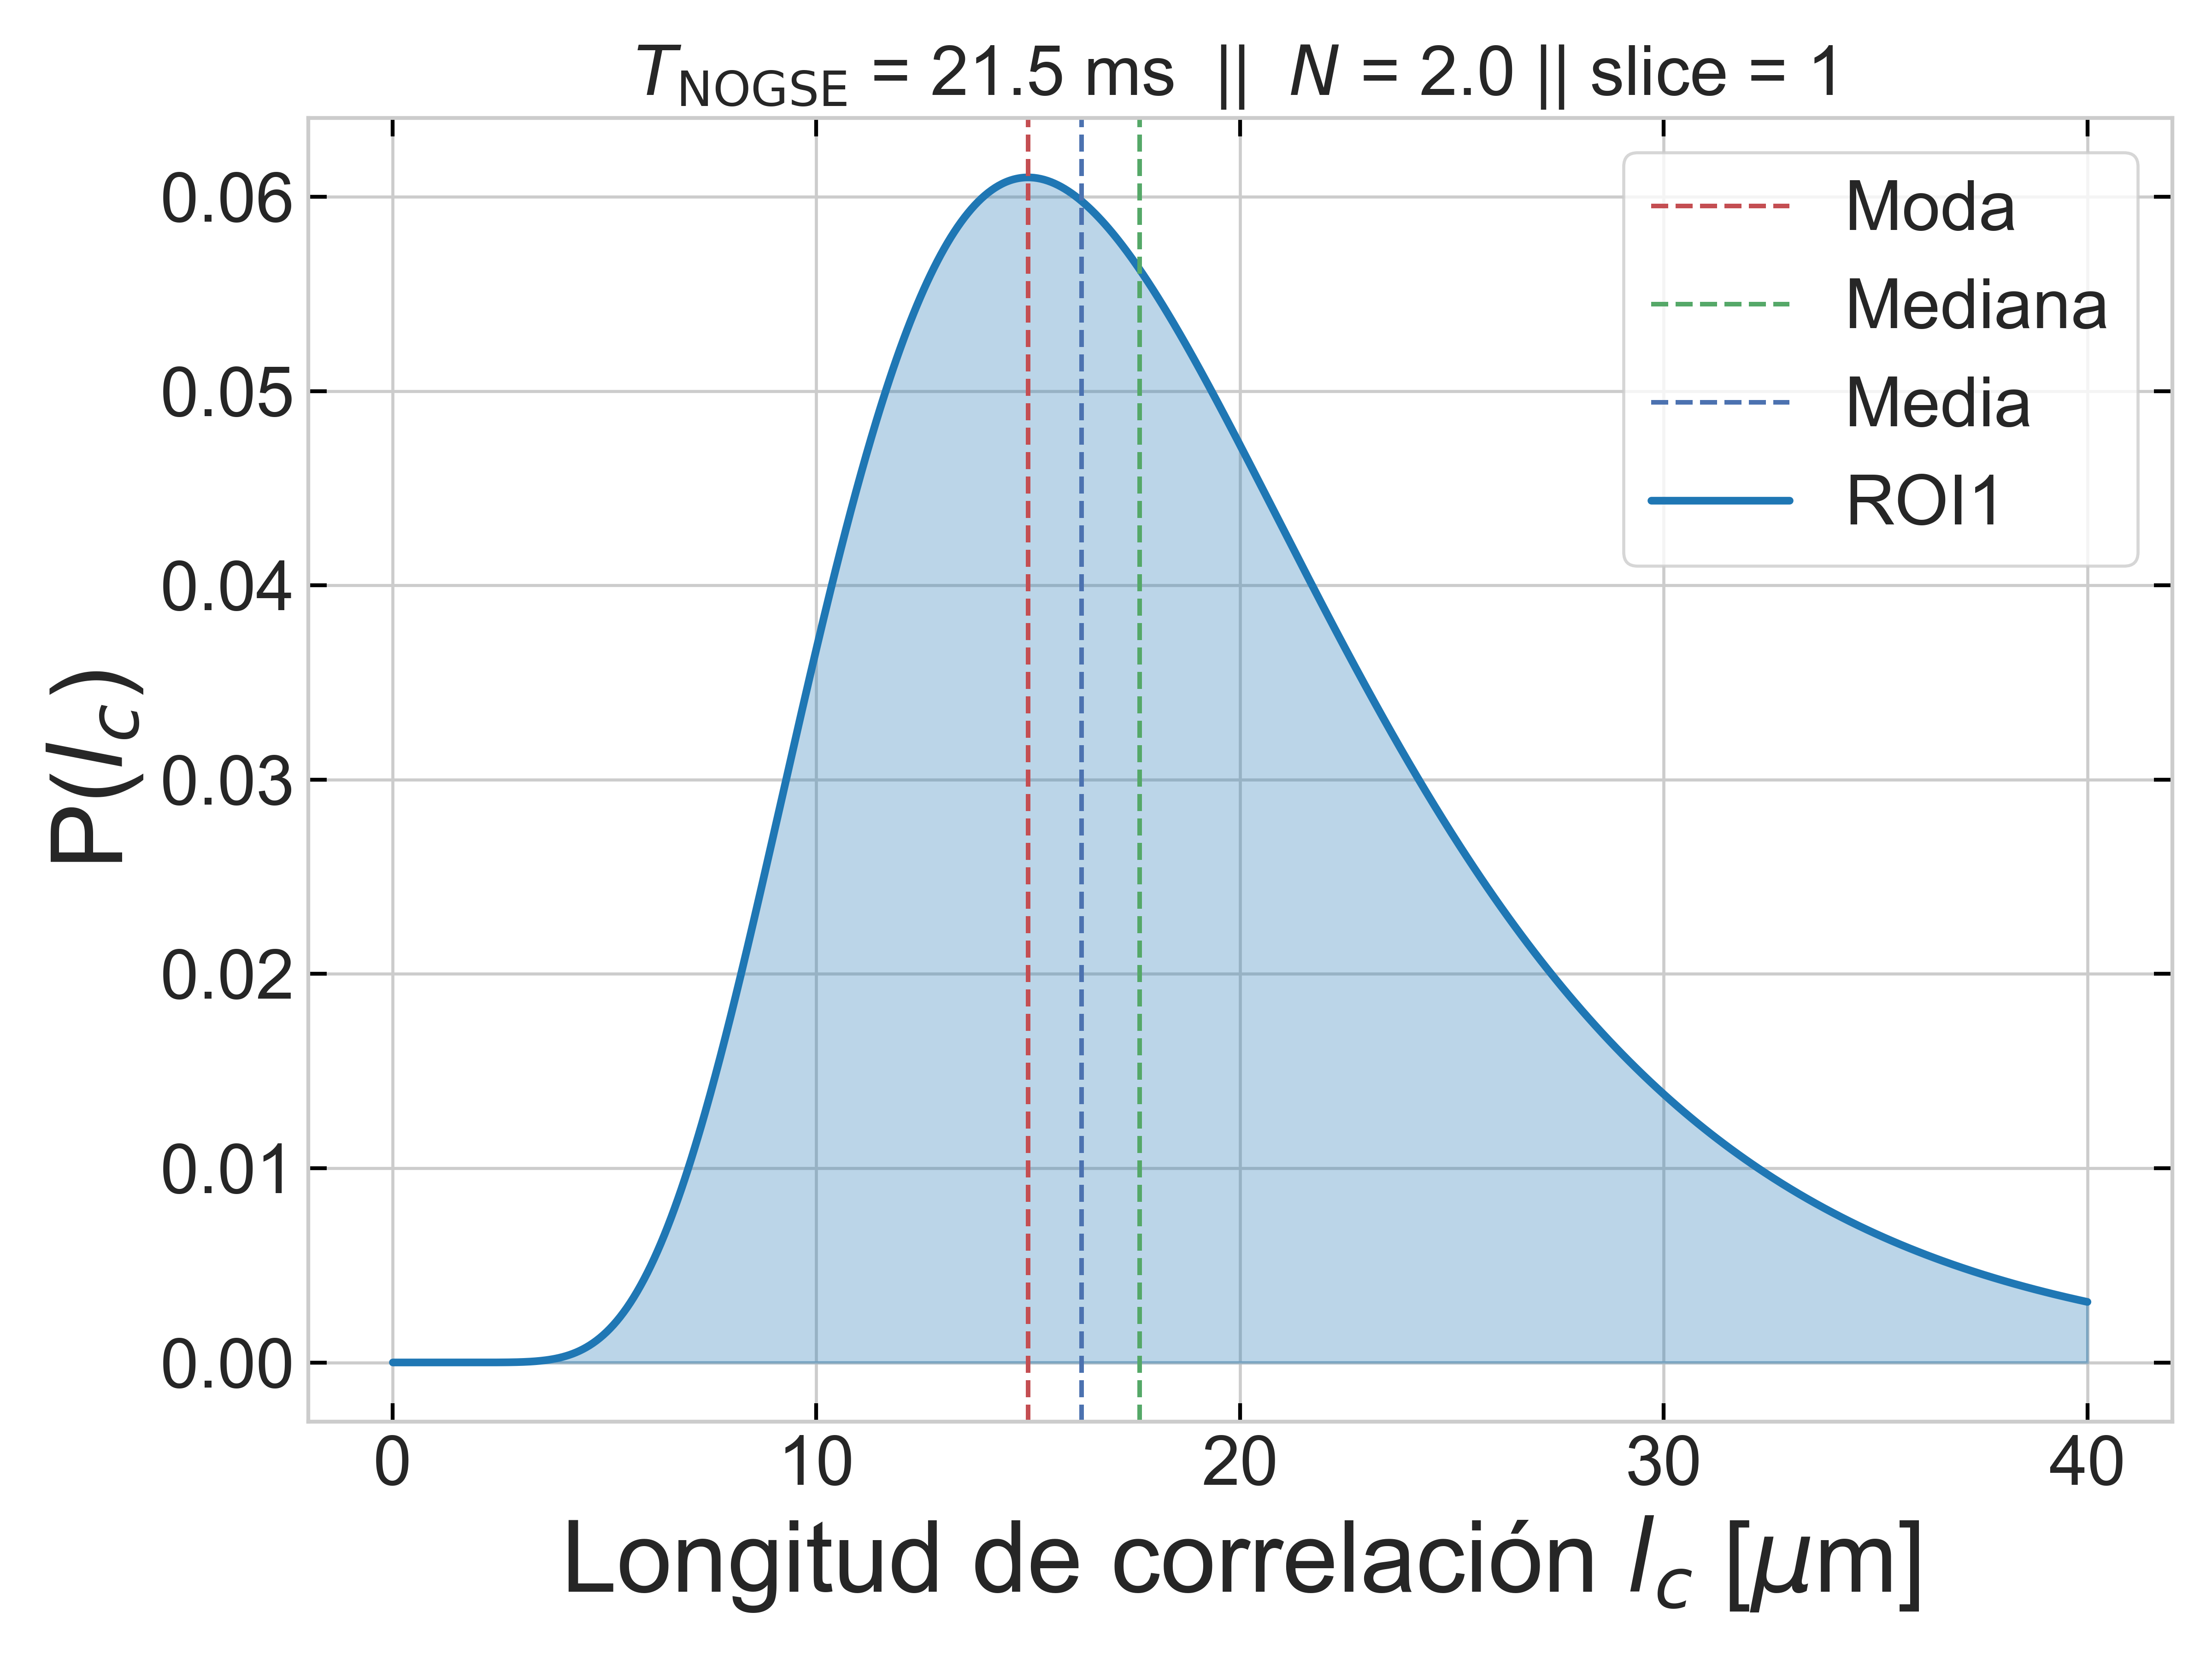 T_NOGSE = 21.5 ms || N = 2.0 || slice = 1
Moda
Mediana
Media
ROI1
P(l_c)
0.06
0.05
0.04
0.03
0.02
0.01
0.00
0 10 20 30 40
Longitud de correlación l_c [μm]